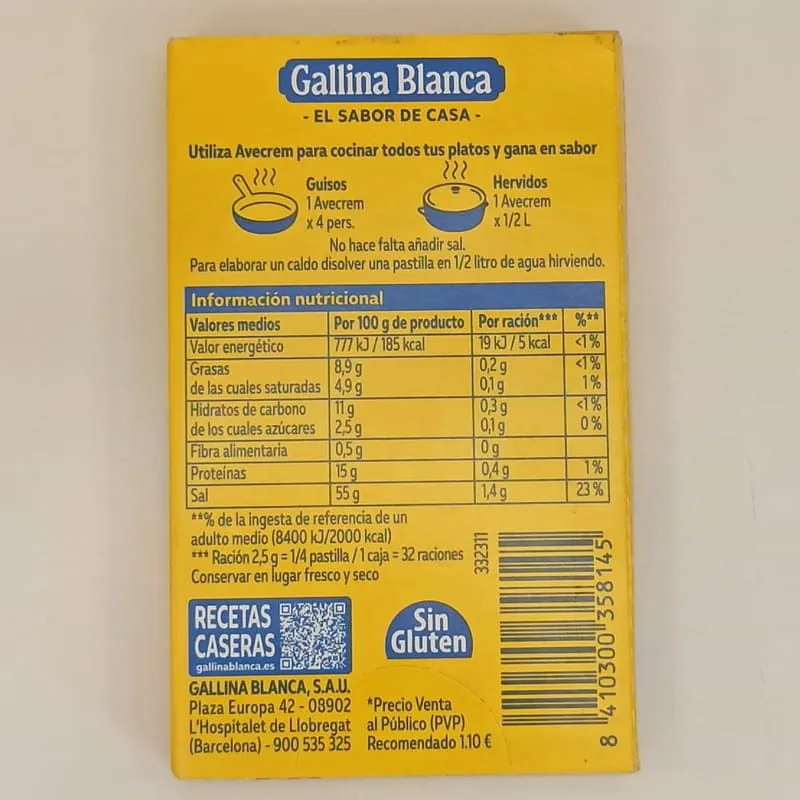 Gallina Blanca
- EL SABOR DE CASA -
Utiliza Avecrem para cocinar todos tus platos y gana en sabor
Guisos
1 Avecrem
x 4 pers.
Hervidos
1 Avecrem
x 1/2 L
No hace falta añadir sal.
Para elaborar un caldo disolver una pastilla en 1/2 litro de agua hirviendo.
Información nutricional
Valores medios Por 100 g de producto Por ración*** %**
Valor energético 777 kJ / 185 kcal 19 kJ / 5 kcal <1%
Grasas 8,9 g 0,2 g <1%
de las cuales saturadas 4,9 g 0,1 g 1%
Hidratos de carbono 11 g 0,3 g <1%
de los cuales azúcares 2,5 g 0,1 g 0%
Fibra alimentaria 0,5 g 0 g
Proteínas 15 g 0,4 g 1%
Sal 55 g 1,4 g 23%
**% de la ingesta de referencia de un
adulto medio (8400 kJ/2000 kcal)
*** Ración 2,5 g = 1/4 pastilla / 1 caja = 32 raciones
Conservar en lugar fresco y seco
332311
8 410300 358145
RECETAS
CASERAS
gallinablanca.es
Sin
Gluten
GALLINA BLANCA, S.A.U.
Plaza Europa 42 - 08902
L'Hospitalet de Llobregat
(Barcelona) - 900 535 325
*Precio Venta
al Público (PVP)
Recomendado 1.10 €